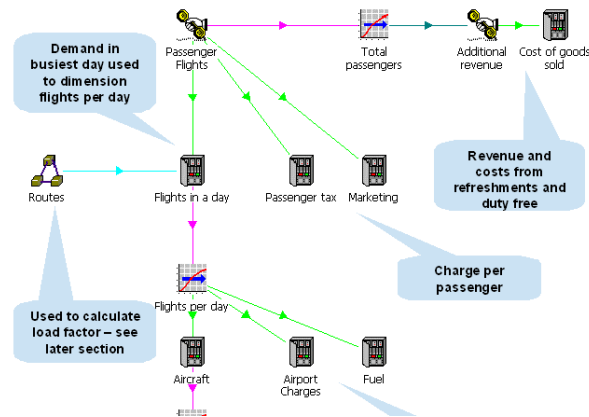 Demand in
busiest day used
to dimension
flights per day
Passenger
Flights
Total
passengers
Additional
revenue
Cost of goods
sold
Revenue and
costs from
refreshments and
duty free
Routes
Flights in a day
Passenger tax
Marketing
Charge per
passenger
Used to calculate
load factor – see
later section
Flights per day
Aircraft
Airport
Charges
Fuel